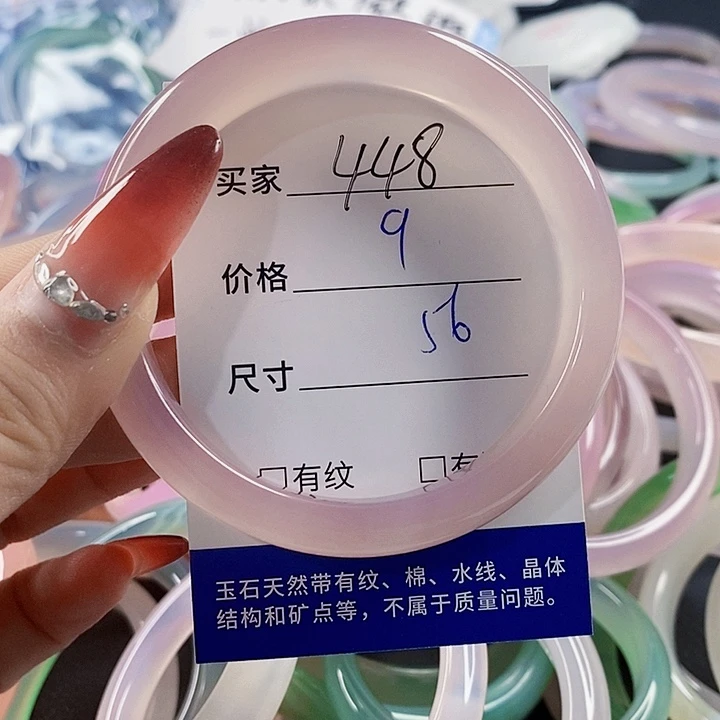 买家 448
价格 9
尺寸 56
□有纹 □有
玉石天然带有纹、棉、水线、晶体
结构和矿点等，不属于质量问题。